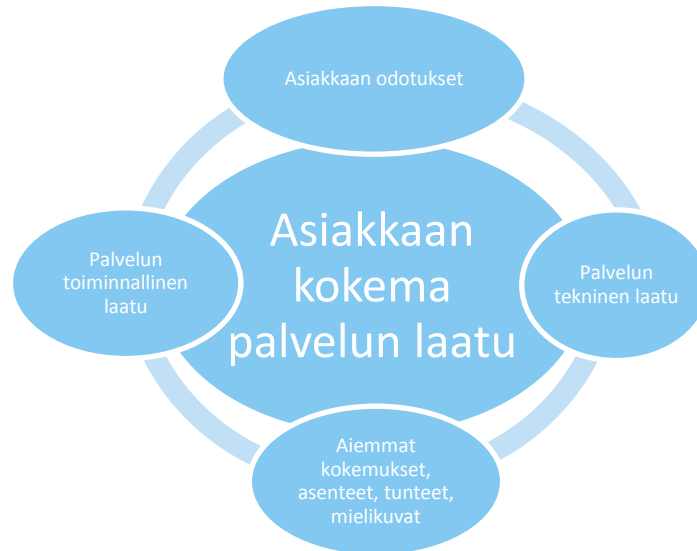 Asiakkaan odotukset
Asiakkaan
kokema
palvelun laatu
Palvelun
toiminnallinen
laatu
Palvelun
tekninen laatu
Aiemmat
kokemukset,
asenteet, tunteet,
mielikuvat